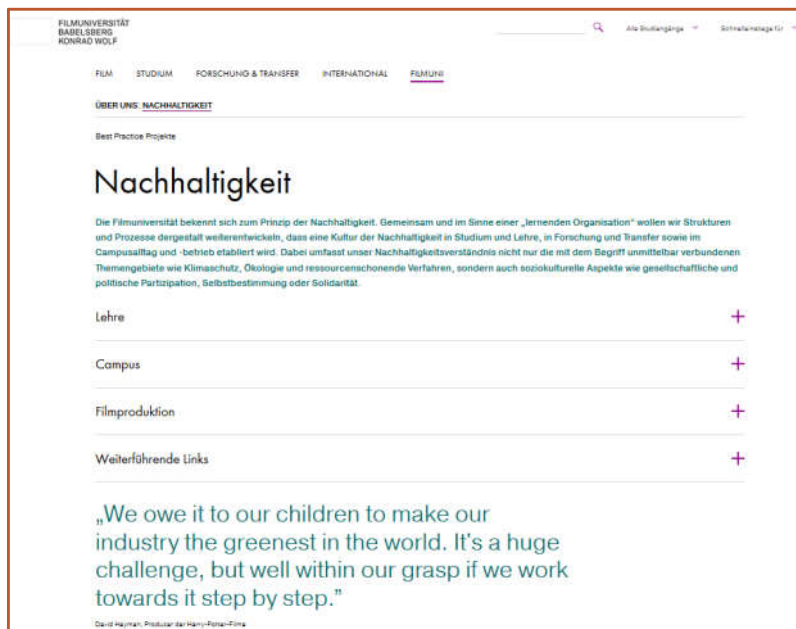 FILMUNIVERSITÄT
BABELSBERG
KONRAD WOLF
Alle Studiengänge
Schnelleinstiege für
FILM STUDIUM FORSCHUNG & TRANSFER INTERNATIONAL FILMUNI
ÜBER UNS: NACHHALTIGKEIT
Best Practice Projekte
Nachhaltigkeit
Die Filmuniversität bekennt sich zum Prinzip der Nachhaltigkeit. Gemeinsam und im Sinne einer „lernenden Organisation“ wollen wir Strukturen
und Prozesse dergestalt weiterentwickeln, dass eine Kultur der Nachhaltigkeit in Studium und Lehre, in Forschung und Transfer sowie im
Campusalltag und -betrieb etabliert wird. Dabei umfasst unser Nachhaltigkeitsverständnis nicht nur die mit dem Begriff unmittelbar verbundenen
Themengebiete wie Klimaschutz, Ökologie und ressourcenschonende Verfahren, sondern auch soziokulturelle Aspekte wie gesellschaftliche und
politische Partizipation, Selbstbestimmung oder Solidarität.
Lehre
Campus
Filmproduktion
Weiterführende Links
„We owe it to our children to make our
industry the greenest in the world. It's a huge
challenge, but well within our grasp if we work
towards it step by step.”
David Heyman, Producer der Harry-Potter-Films